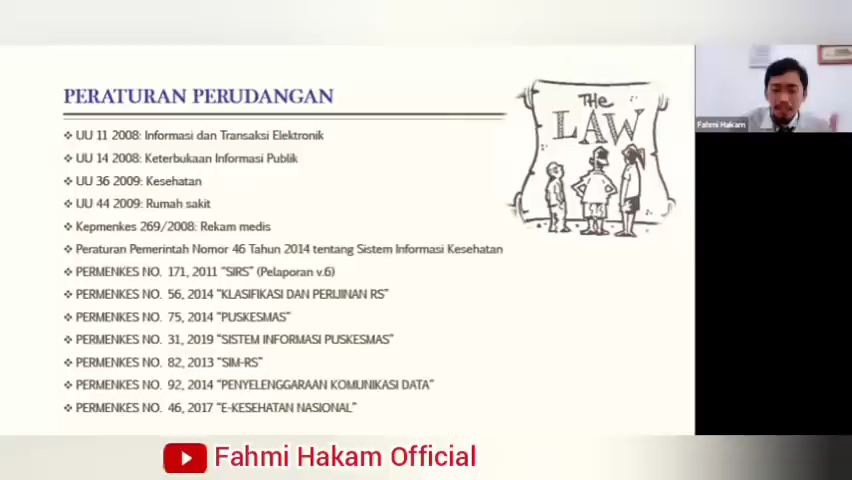 PERATURAN PERUDANGAN
❖ UU 11 2008: Informasi dan Transaksi Elektronik
❖ UU 14 2008: Keterbukaan Informasi Publik
❖ UU 36 2009: Kesehatan
❖ UU 44 2009: Rumah sakit
❖ Kepmenkes 269/2008: Rekam medis
❖ Peraturan Pemerintah Nomor 46 Tahun 2014 tentang Sistem Informasi Kesehatan
❖ PERMENKES NO. 171, 2011 “SIRS” (Pelaporan v.6)
❖ PERMENKES NO. 56, 2014 “KLASIFIKASI DAN PERIJINAN RS”
❖ PERMENKES NO. 75, 2014 “PUSKESMAS”
❖ PERMENKES NO. 31, 2019 “SISTEM INFORMASI PUSKESMAS”
❖ PERMENKES NO. 82, 2013 “SIM-RS”
❖ PERMENKES NO. 92, 2014 “PENYELENGGARAAN KOMUNIKASI DATA”
❖ PERMENKES NO. 46, 2017 “E-KESEHATAN NASIONAL”
THE
LAW
Fahmi Hakam
Fahmi Hakam Official